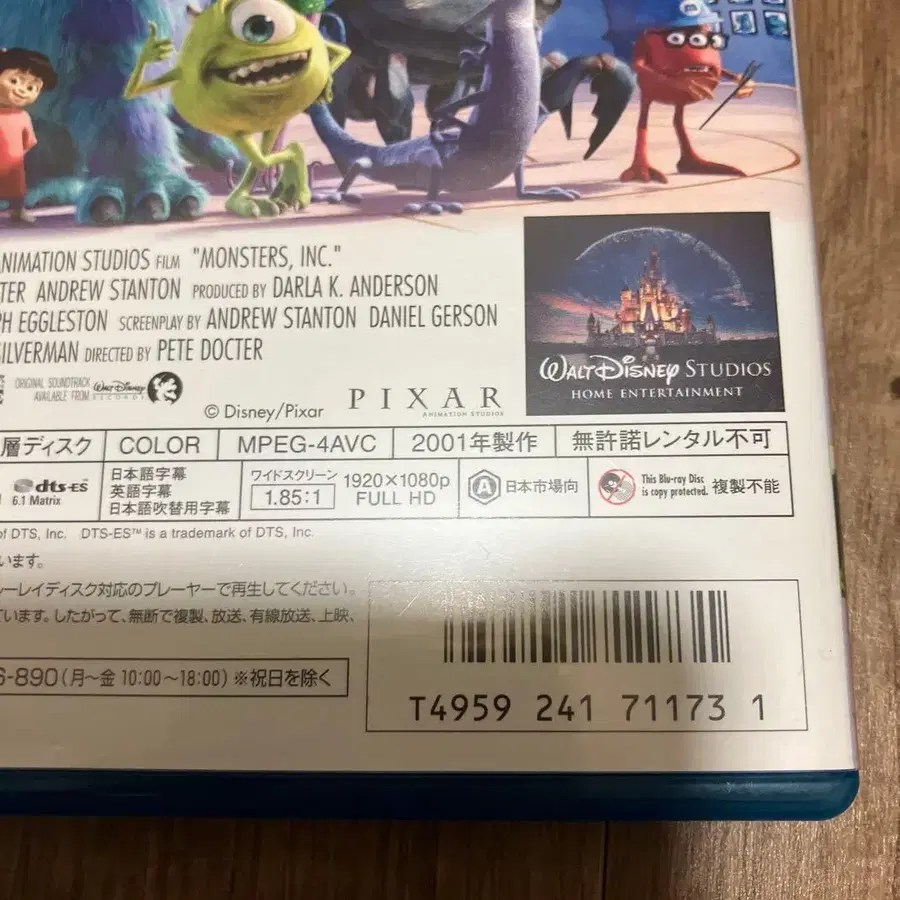 ANIMATION STUDIOS FILM "MONSTERS, INC."
TER ANDREW STANTON PRODUCED BY DARLA K. ANDERSON
PH EGGLESTON SCREENPLAY BY ANDREW STANTON DANIEL GERSON
SILVERMAN DIRECTED BY PETE DOCTER
ORIGINAL SOUNDTRACK AVAILABLE FROM Walt Disney RECORDS
© Disney/Pixar
PIXAR
ANIMATION STUDIOS
WALT DISNEY STUDIOS
HOME ENTERTAINMENT
層ディスク COLOR MPEG-4AVC 2001年製作 無許諾レンタル不可
dts-ES
6.1 Matrix
日本語字幕
英語字幕
日本語吹替用字幕
ワイドスクリーン
1.85:1
1920×1080p
FULL HD
A 日本市場向
This Blu-ray Disc is copy protected. 複製不能
of DTS, Inc. DTS-ES™ is a trademark of DTS, Inc.
います。
ルーレイディスク対応のプレーヤーで再生してください。
ています。したがって、無断で複製、放送、有線放送、上映、
6-890(月〜金 10:00〜18:00)※祝日を除く
T4959 241 71173 1